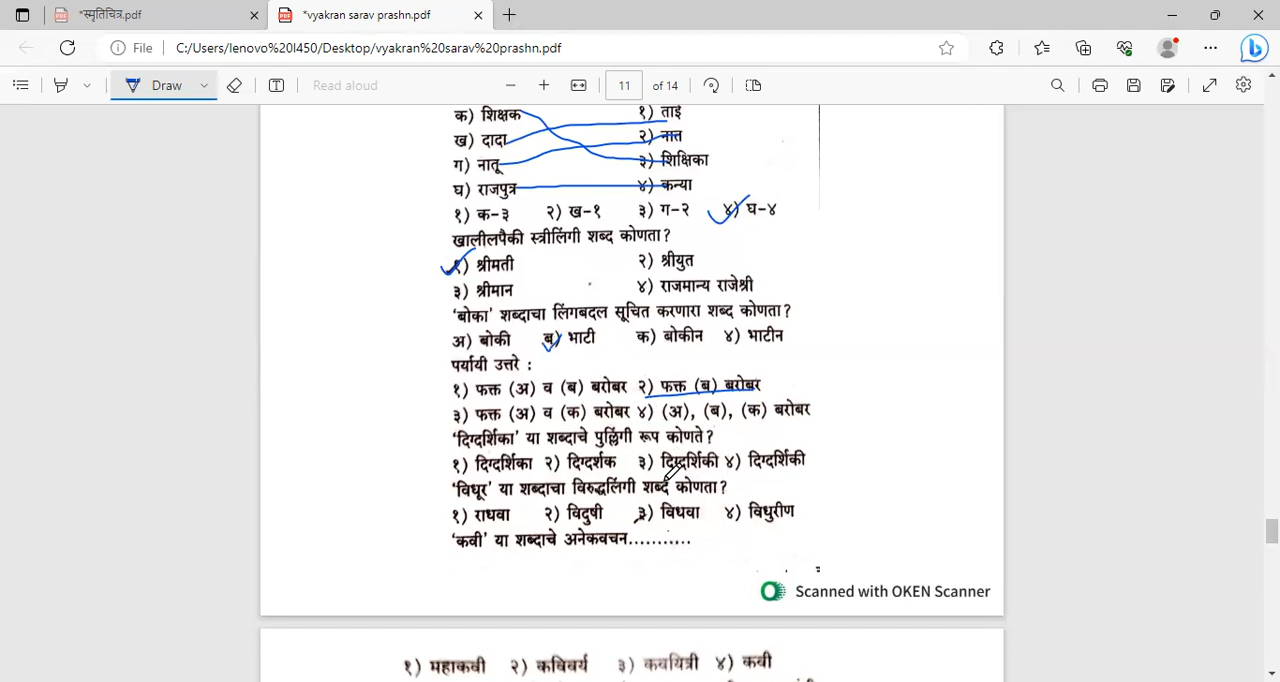 *स्मृतिचित्र.pdf
*vyakran sarav prashn.pdf
File C:/Users/lenovo%20l450/Desktop/vyakran%20sarav%20prashn.pdf
Draw Read aloud 11 of 14
क) शिक्षक १) ताई
ख) दादा २) नात
ग) नातू ३) शिक्षिका
घ) राजपुत्र ४) कन्या
१) क-३ २) ख-१ ३) ग-२ ४) घ-४
खालीलपैकी स्त्रीलिंगी शब्द कोणता?
१) श्रीमती २) श्रीयुत
३) श्रीमान ४) राजमान्य राजेश्री
‘बोका’ शब्दाचा लिंगबदल सूचित करणारा शब्द कोणता?
अ) बोकी ब) भाटी क) बोकीन ४) भाटीन
पर्यायी उत्तरे :
१) फक्त (अ) व (ब) बरोबर २) फक्त (ब) बरोबर
३) फक्त (अ) व (क) बरोबर ४) (अ), (ब), (क) बरोबर
‘दिग्दर्शिका’ या शब्दाचे पुल्लिंगी रूप कोणते?
१) दिग्दर्शिका २) दिग्दर्शक ३) दिग्दर्शिकी ४) दिग्दर्शिकी
‘विधूर’ या शब्दाचा विरुद्धलिंगी शब्द कोणता?
१) राधवा २) विदुषी ३) विधवा ४) विधुरीण
‘कवी’ या शब्दाचे अनेकवचन...........
Scanned with OKEN Scanner
१) महाकवी २) कविवर्य ३) कवयित्री ४) कवी